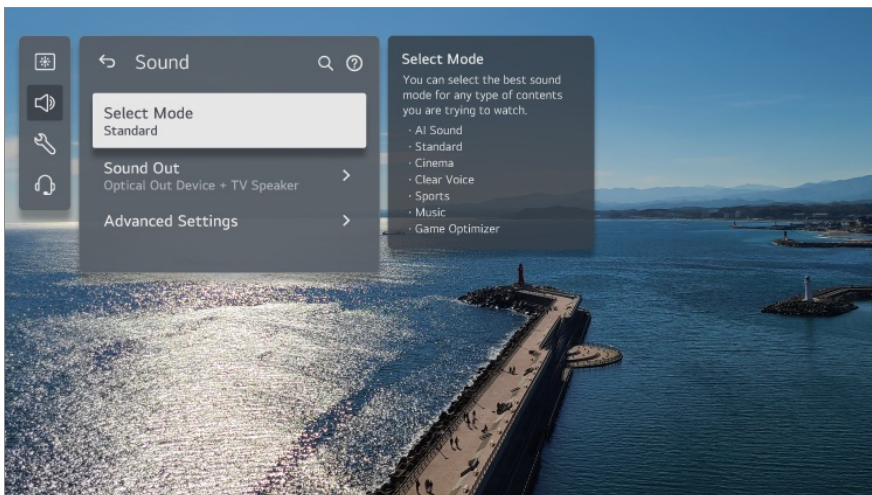 Sound
Select Mode
Standard
Sound Out
Optical Out Device + TV Speaker
Advanced Settings
Select Mode
You can select the best sound
mode for any type of contents
you are trying to watch.
· AI Sound
· Standard
· Cinema
· Clear Voice
· Sports
· Music
· Game Optimizer